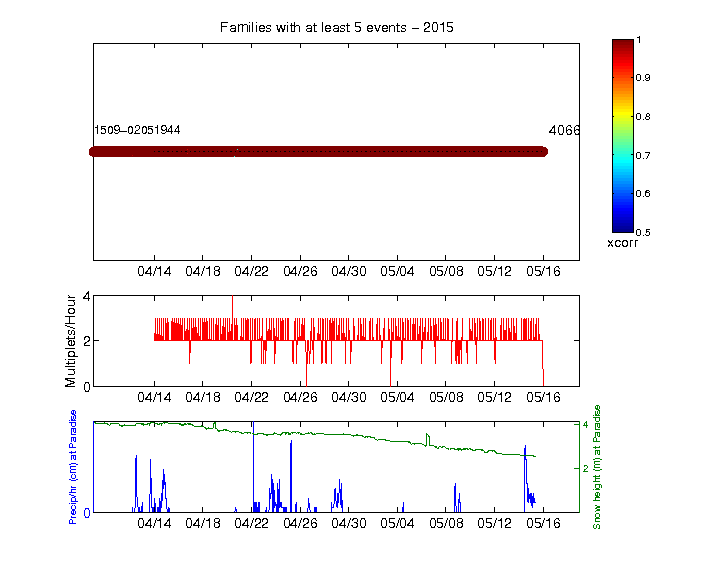 Families with at least 5 events − 2015
1509−02051944
4066
1
0.9
0.8
0.7
0.6
0.5
xcorr
04/14 04/18 04/22 04/26 04/30 05/04 05/08 05/12 05/16
Multiplets/Hour
4
2
0
04/14 04/18 04/22 04/26 04/30 05/04 05/08 05/12 05/16
Precip/hr (cm) at Paradise
0
4
2
Snow height (m) at Paradise
04/14 04/18 04/22 04/26 04/30 05/04 05/08 05/12 05/16